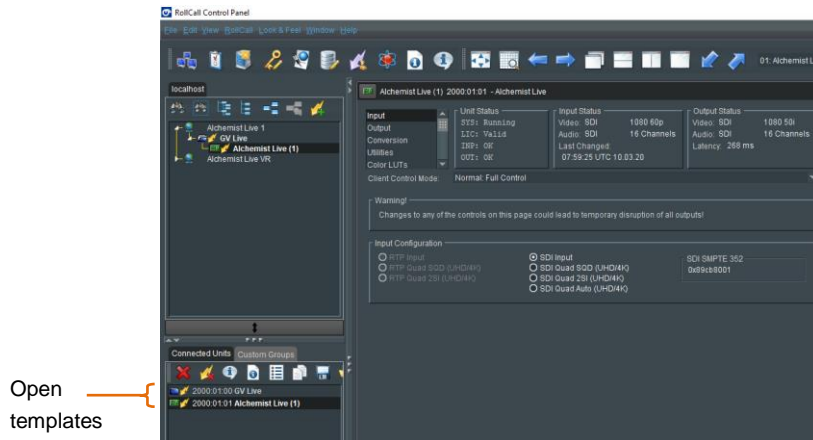 RollCall Control Panel
File Edit View RollCall Look & Feel Window Help
01: Alchemist L
localhost
Alchemist Live 1
GV Live
Alchemist Live (1)
Alchemist Live VR
Alchemist Live (1) 2000:01:01 - Alchemist Live
Input
Output
Conversion
Utilities
Color LUTs
Unit Status
SYS: Running
LIC: Valid
INP: OK
OUT: OK
Input Status
Video: SDI 1080 60p
Audio: SDI 16 Channels
Last Changed:
07:59:25 UTC 10.03.20
Output Status
Video: SDI 1080 50i
Audio: SDI 16 Channels
Latency: 268 ms
Client Control Mode: Normal: Full Control
Warning!
Changes to any of the controls on this page could lead to temporary disruption of all outputs!
Input Configuration
RTP Input
RTP Quad SQD (UHD/4K)
RTP Quad 2SI (UHD/4K)
SDI Input
SDI Quad SQD (UHD/4K)
SDI Quad 2SI (UHD/4K)
SDI Quad Auto (UHD/4K)
SDI SMPTE 352
0x89cb8001
Connected Units Custom Groups
2000:01:00 GV Live
2000:01:01 Alchemist Live (1)
Open
templates